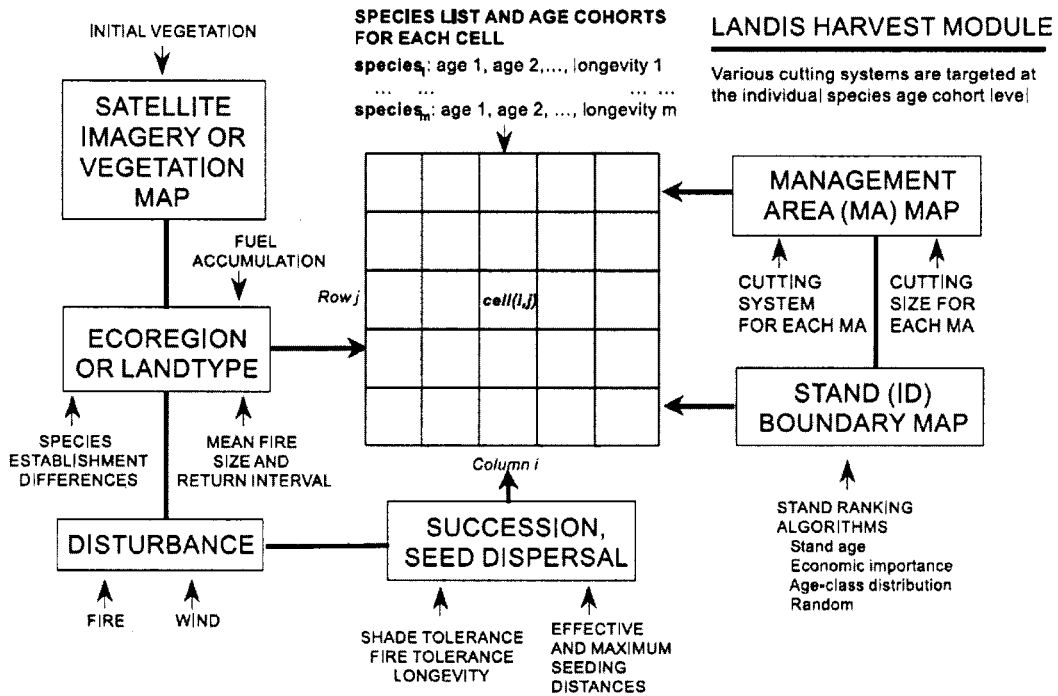 INITIAL VEGETATION
SATELLITE
IMAGERY OR
VEGETATION
MAP
FUEL
ACCUMULATION
ECOREGION
OR LANDTYPE
SPECIES
ESTABLISHMENT
DIFFERENCES
MEAN FIRE
SIZE AND
RETURN INTERVAL
DISTURBANCE
FIRE
WIND
SPECIES LIST AND AGE COHORTS
FOR EACH CELL
species₁: age 1, age 2,..., longevity 1
... ... ... ...
speciesₘ: age 1, age 2, ..., longevity m
Row j
cell(i,j)
Column i
SUCCESSION,
SEED DISPERSAL
SHADE TOLERANCE
FIRE TOLERANCE
LONGEVITY
EFFECTIVE
AND MAXIMUM
SEEDING
DISTANCES
LANDIS HARVEST MODULE
Various cutting systems are targeted at
the individual species age cohort level
MANAGEMENT
AREA (MA) MAP
CUTTING
SYSTEM
FOR EACH MA
CUTTING
SIZE FOR
EACH MA
STAND (ID)
BOUNDARY MAP
STAND RANKING
ALGORITHMS
Stand age
Economic importance
Age-class distribution
Random